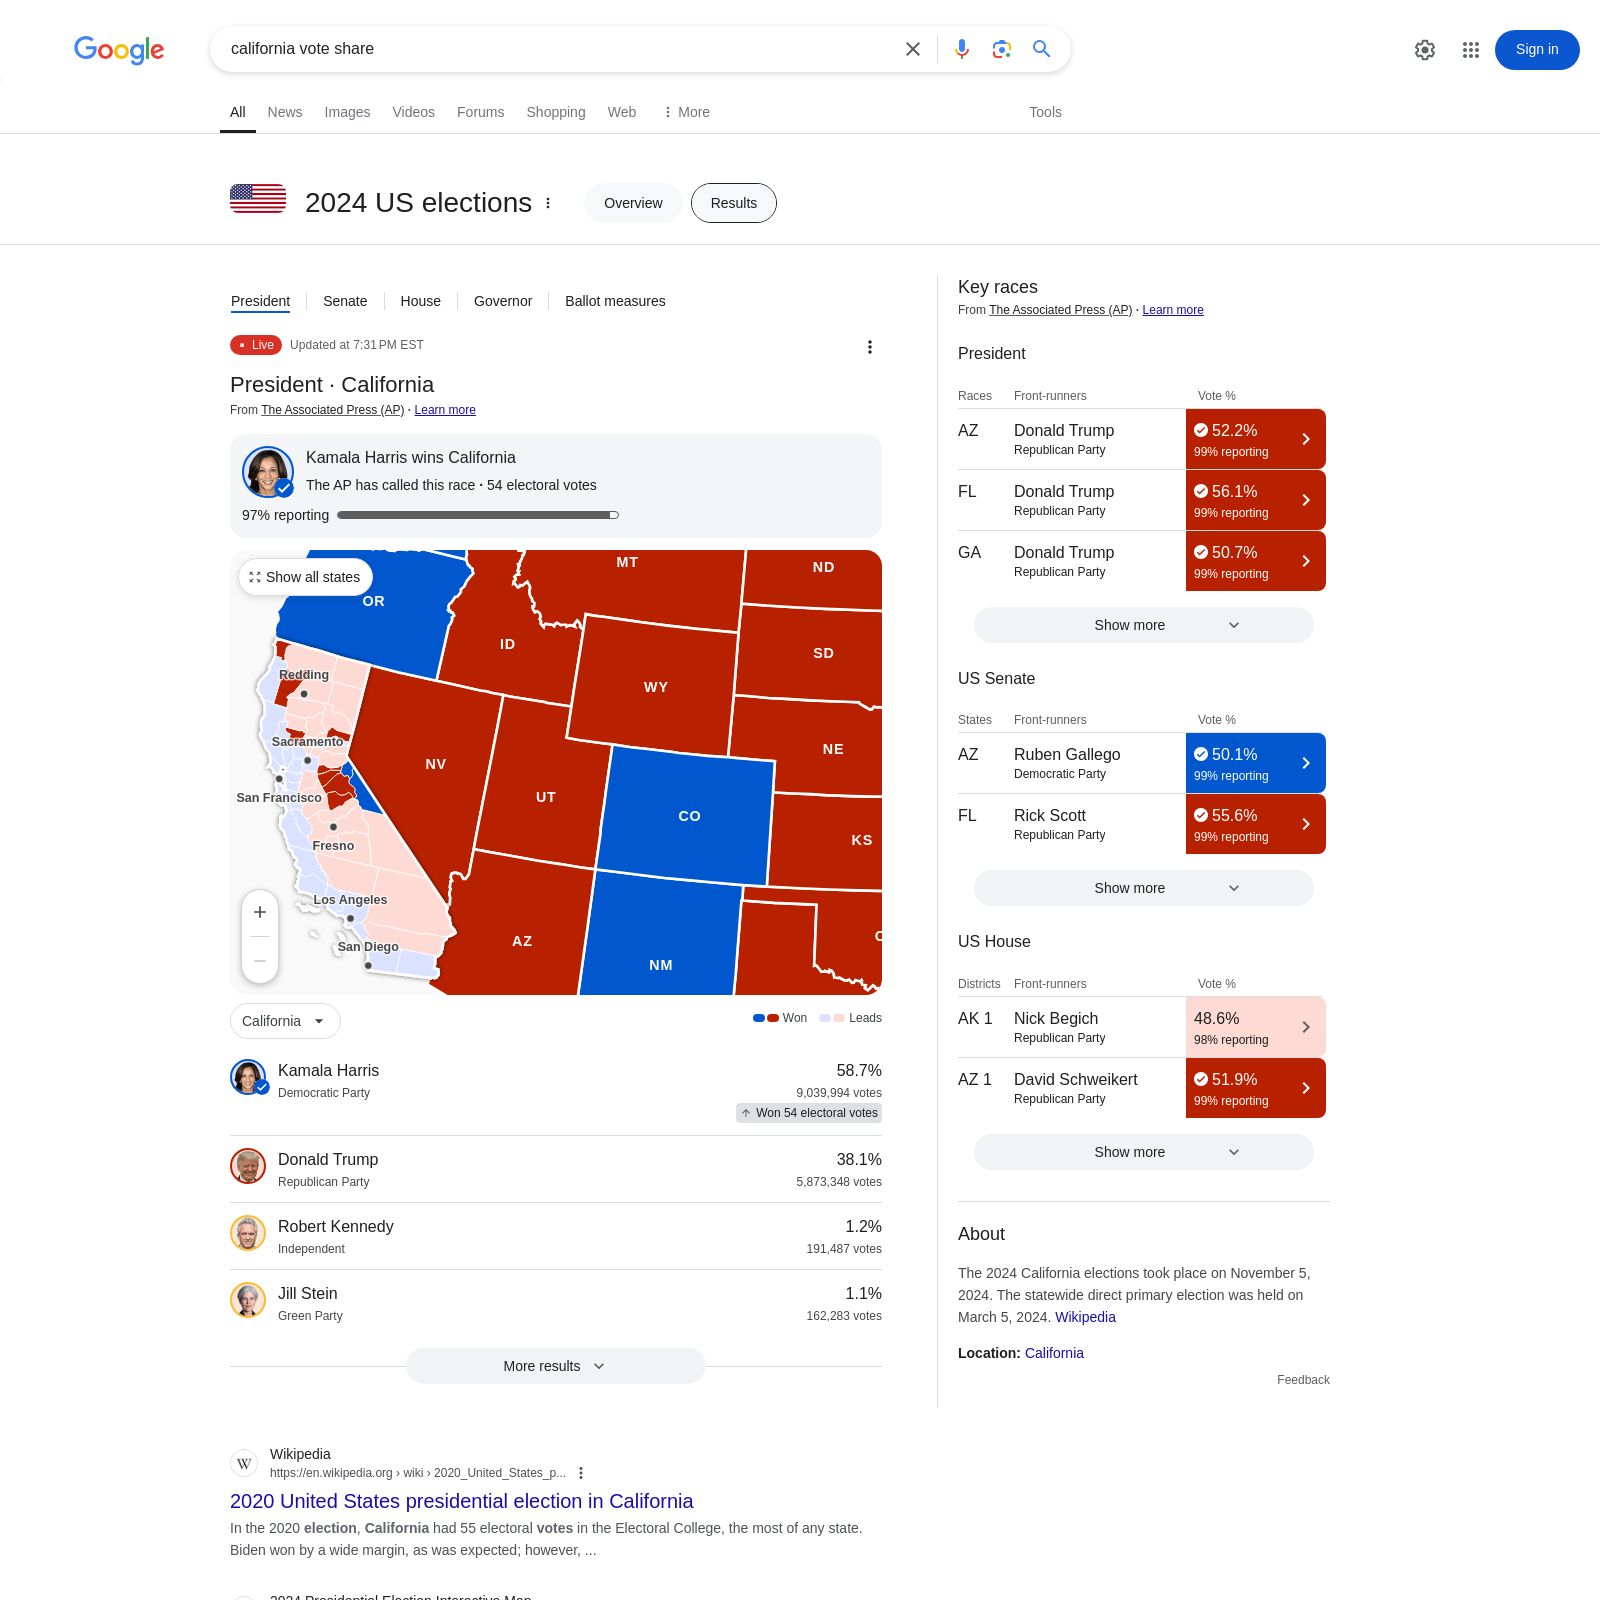 Google
california vote share
Sign in
All
News
Images
Videos
Forums
Shopping
Web
More
Tools
2024 US elections
Overview
Results
President
Senate
House
Governor
Ballot measures
Live
Updated at 7:31 PM EST
President · California
From The Associated Press (AP) · Learn more
Kamala Harris wins California
The AP has called this race · 54 electoral votes
97% reporting
Show all states
MT
ND
OR
ID
SD
WY
Redding
NE
Sacramento
NV
UT
San Francisco
CO
KS
Fresno
Los Angeles
AZ
San Diego
NM
+
−
California
Won
Leads
Kamala Harris
58.7%
Democratic Party
9,039,994 votes
Won 54 electoral votes
Donald Trump
38.1%
Republican Party
5,873,348 votes
Robert Kennedy
1.2%
Independent
191,487 votes
Jill Stein
1.1%
Green Party
162,283 votes
More results
Key races
From The Associated Press (AP) · Learn more
President
Races Front-runners Vote %
AZ Donald Trump 52.2%
Republican Party 99% reporting
FL Donald Trump 56.1%
Republican Party 99% reporting
GA Donald Trump 50.7%
Republican Party 99% reporting
Show more
US Senate
States Front-runners Vote %
AZ Ruben Gallego 50.1%
Democratic Party 99% reporting
FL Rick Scott 55.6%
Republican Party 99% reporting
Show more
US House
Districts Front-runners Vote %
AK 1 Nick Begich 48.6%
Republican Party 98% reporting
AZ 1 David Schweikert 51.9%
Republican Party 99% reporting
Show more
About
The 2024 California elections took place on November 5,
2024. The statewide direct primary election was held on
March 5, 2024. Wikipedia
Location: California
Feedback
W
Wikipedia
https://en.wikipedia.org › wiki › 2020_United_States_p...
2020 United States presidential election in California
In the 2020 election, California had 55 electoral votes in the Electoral College, the most of any state.
Biden won by a wide margin, as was expected; however, ...
2024 Presidential Election Interactive Map